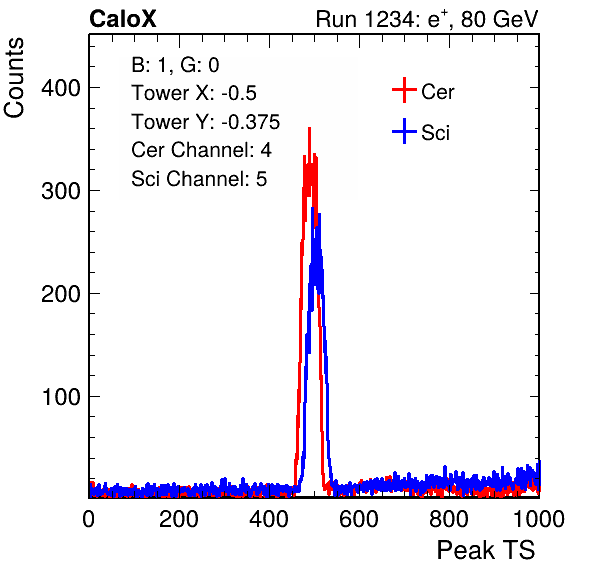 CaloX Run 1234: e⁺, 80 GeV
Counts
B: 1, G: 0
Tower X: -0.5
Tower Y: -0.375
Cer Channel: 4
Sci Channel: 5
Cer
Sci
400
300
200
100
0 200 400 600 800 1000
Peak TS